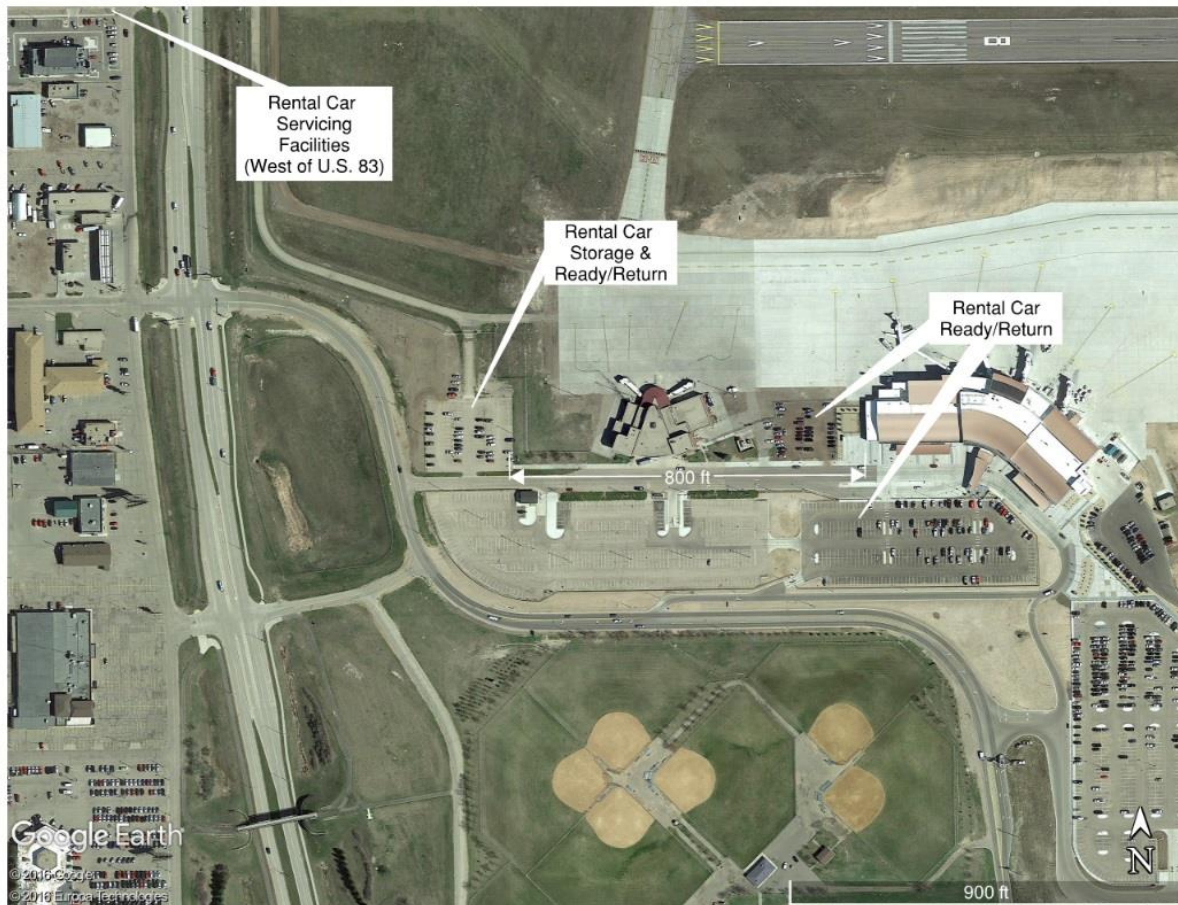 Rental Car
Servicing
Facilities
(West of U.S. 83)
Rental Car
Storage &
Ready/Return
Rental Car
Ready/Return
800 ft
Google Earth
© 2016 Google
© 2016 Europa Technologies
900 ft
N